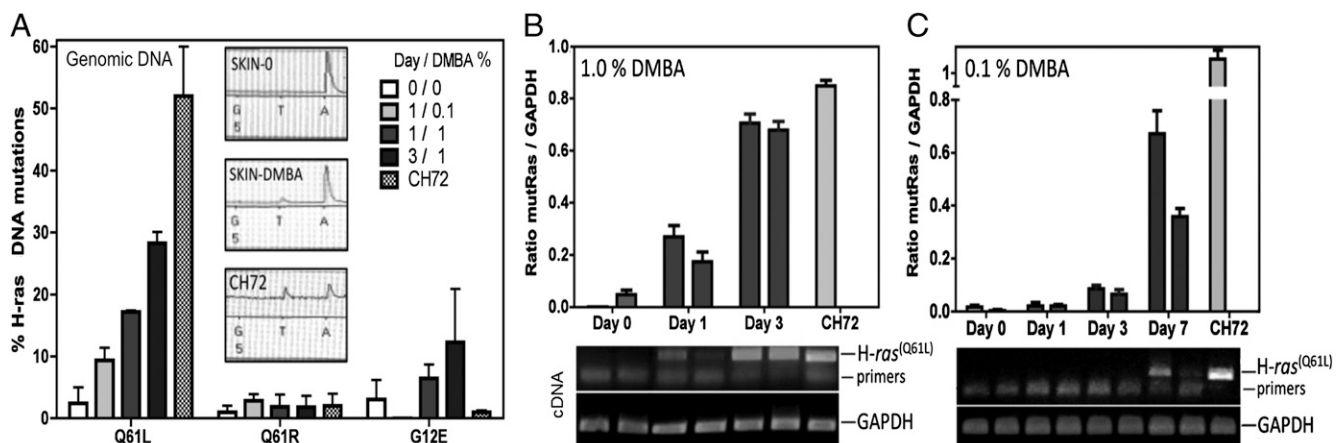 A
Genomic DNA
% H-ras DNA mutations
60
50
40
30
20
10
0
Q61L
Q61R
G12E
SKIN-0
G T A
5
SKIN-DMBA
G T A
5
CH72
G T A
5
Day / DMBA %
0 / 0
1 / 0.1
1 / 1
3 / 1
CH72
B
1.0 % DMBA
Ratio mutRas / GAPDH
1.0
0.8
0.6
0.4
0.2
0.0
Day 0 Day 1 Day 3 CH72
cDNA
H-ras(Q61L)
primers
GAPDH
C
0.1 % DMBA
Ratio mutRas / GAPDH
1
0.8
0.6
0.4
0.2
0.0
Day 0 Day 1 Day 3 Day 7 CH72
H-ras(Q61L)
primers
GAPDH